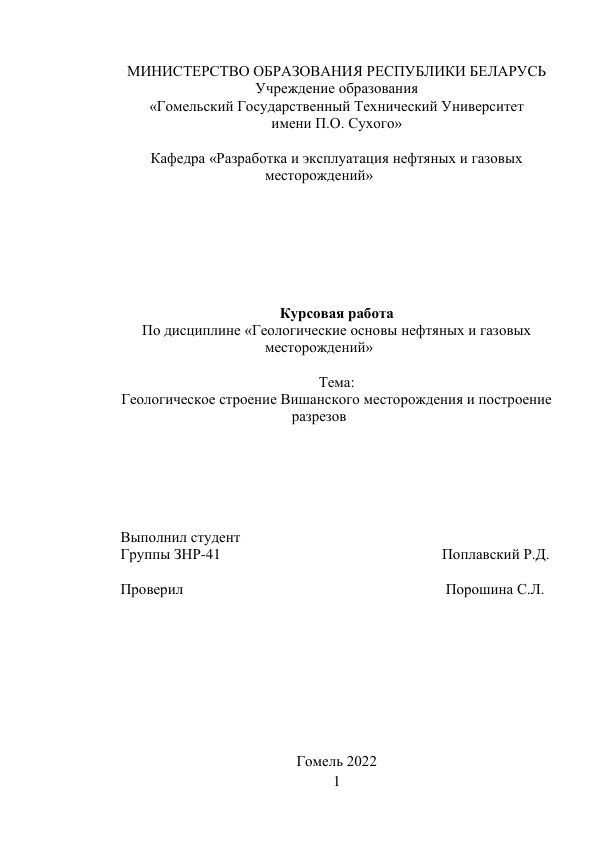 МИНИСТЕРСТВО ОБРАЗОВАНИЯ РЕСПУБЛИКИ БЕЛАРУСЬ
Учреждение образования
«Гомельский Государственный Технический Университет
имени П.О. Сухого»
Кафедра «Разработка и эксплуатация нефтяных и газовых
месторождений»
Курсовая работа
По дисциплине «Геологические основы нефтяных и газовых
месторождений»
Тема:
Геологическое строение Вишанского месторождения и построение
разрезов
Выполнил студент
Группы ЗНР-41 Поплавский Р.Д.
Проверил Порошина С.Л.
Гомель 2022
1